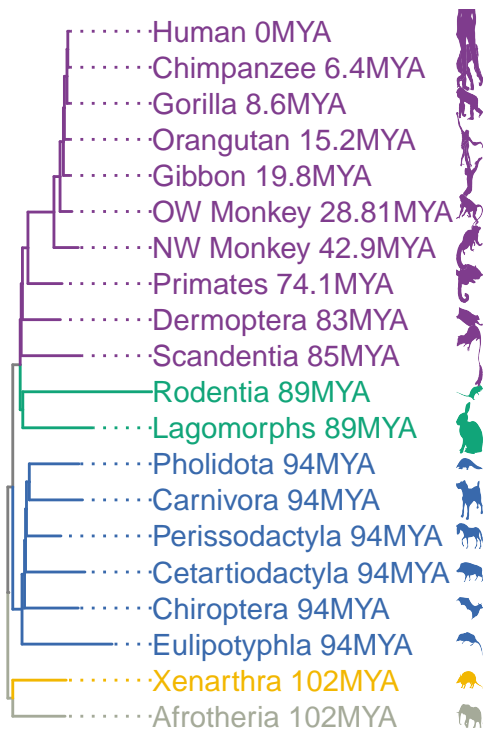 Human 0MYA
Chimpanzee 6.4MYA
Gorilla 8.6MYA
Orangutan 15.2MYA
Gibbon 19.8MYA
OW Monkey 28.81MYA
NW Monkey 42.9MYA
Primates 74.1MYA
Dermoptera 83MYA
Scandentia 85MYA
Rodentia 89MYA
Lagomorphs 89MYA
Pholidota 94MYA
Carnivora 94MYA
Perissodactyla 94MYA
Cetartiodactyla 94MYA
Chiroptera 94MYA
Eulipotyphla 94MYA
Xenarthra 102MYA
Afrotheria 102MYA